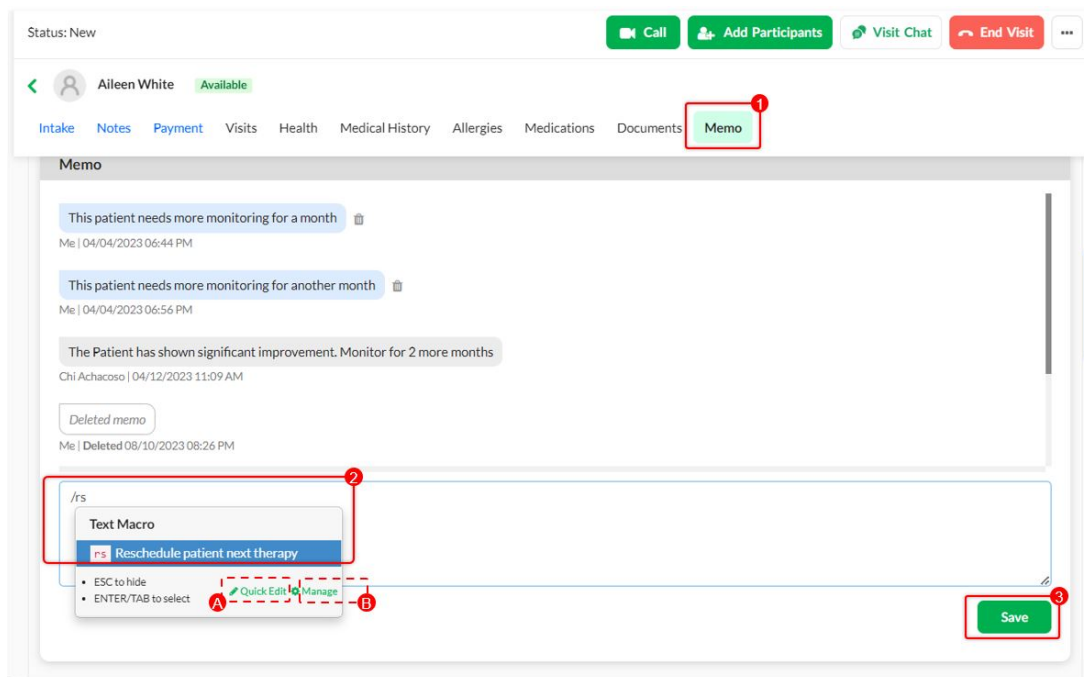 Status: New
Call
Add Participants
Visit Chat
End Visit
Aileen White
Available
1
Intake
Notes
Payment
Visits
Health
Medical History
Allergies
Medications
Documents
Memo
Memo
This patient needs more monitoring for a month
Me | 04/04/2023 06:44 PM
This patient needs more monitoring for another month
Me | 04/04/2023 06:56 PM
The Patient has shown significant improvement. Monitor for 2 more months
Chi Achacoso | 04/12/2023 11:09 AM
Deleted memo
Me | Deleted 08/10/2023 08:26 PM
2
/rs
Text Macro
rs Reschedule patient next therapy
• ESC to hide
• ENTER/TAB to select
Quick Edit
Manage
A
B
3
Save